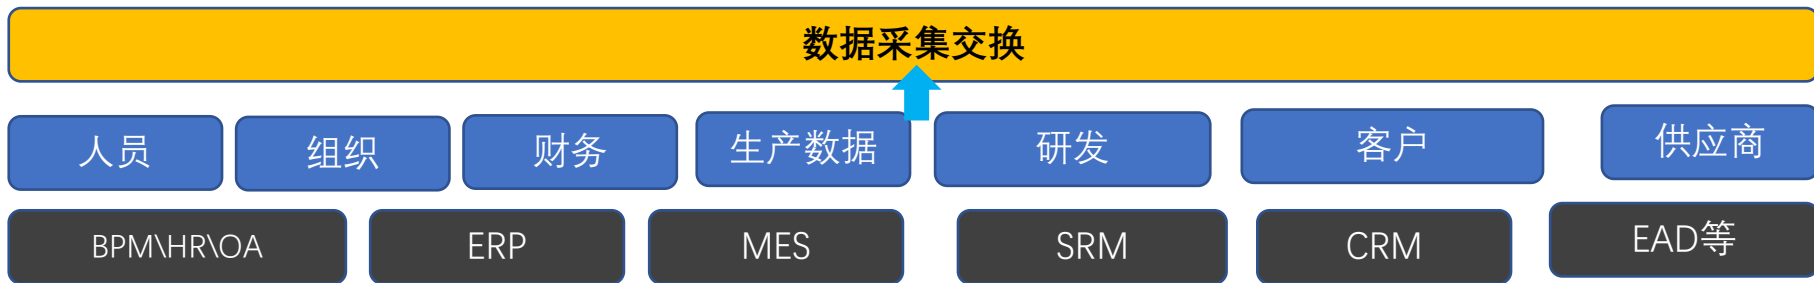 数据采集交换
人员
组织
财务
生产数据
研发
客户
供应商
BPM\HR\OA
ERP
MES
SRM
CRM
EAD等